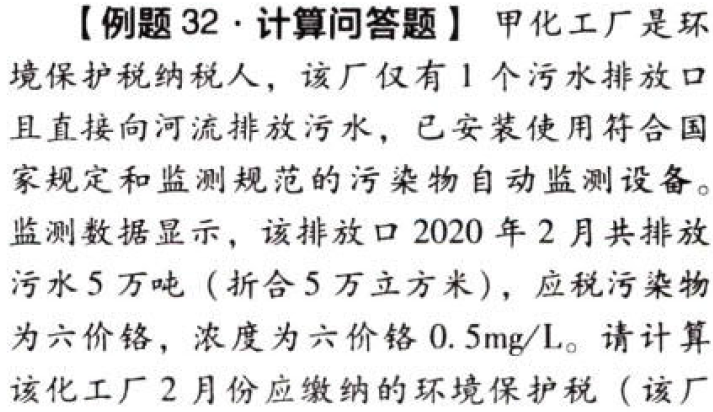 【例题 32·计算问答题】 甲化工厂是环
境保护税纳税人，该厂仅有 1 个污水排放口
且直接向河流排放污水，已安装使用符合国
家规定和监测规范的污染物自动监测设备。
监测数据显示，该排放口 2020 年 2 月共排放
污水 5 万吨（折合 5 万立方米），应税污染物
为六价铬，浓度为六价铬 0.5mg/L。请计算
该化工厂 2 月份应缴纳的环境保护税（该厂